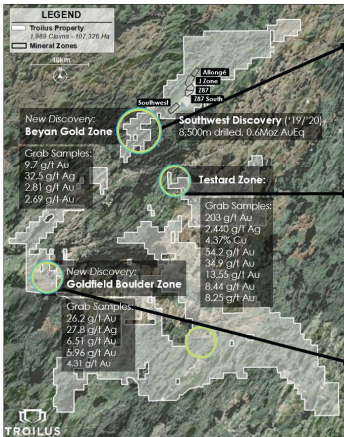 LEGEND
Troilus Property
1,989 Claims - 107,326 Ha
Mineral Zones
10km
Allongé
J Zone
Z87
Z87 South
Southwest
New Discovery:
Beyan Gold Zone
Southwest Discovery ('19/'20)
8,500m drilled, 0.6Moz AuEq
Grab Samples:
9.7 g/t Au
32.5 g/t Ag
2.81 g/t Au
2.69 g/t Au
Testard Zone:
Grab Samples:
203 g/t Au
2,440 g/t Ag
4.37% Cu
54.2 g/t Au
34.9 g/t Au
13.55 g/t Au
8.44 g/t Au
8.25 g/t Au
New Discovery:
Goldfield Boulder Zone
Grab Samples:
26.2 g/t Au
27.8 g/t Ag
6.51 g/t Au
5.96 g/t Au
4.31 g/t Au
TROILUS